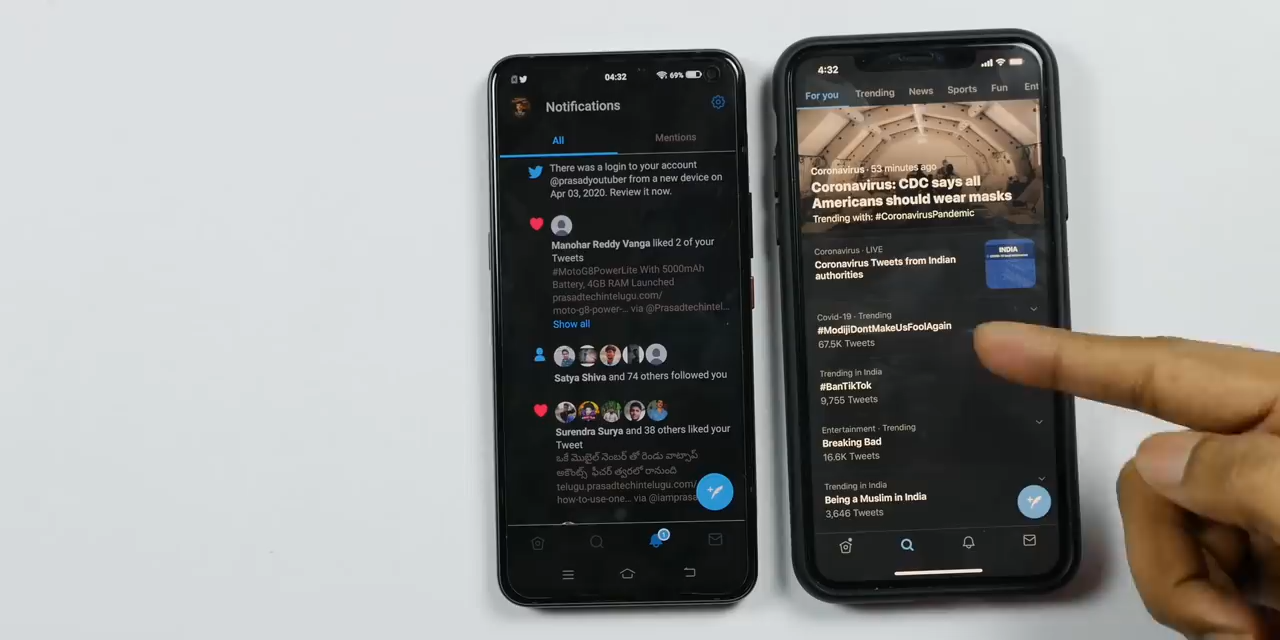 04:32
69%
Notifications
All
Mentions
There was a login to your account
@prasadyoutuber from a new device on
Apr 03, 2020. Review it now.
Manohar Reddy Vanga liked 2 of your
Tweets
#MotoG8PowerLite With 5000mAh
Battery, 4GB RAM Launched
prasadtechintelugu.com/
moto-g8-power-... via @Prasadtechintel...
Show all
Satya Shiva and 74 others followed you
Surendra Surya and 38 others liked your
Tweet
ఒకే మొబైల్ నెంబర్ తో రెండు వాట్సాప్
అకౌంట్స్ ఫీచర్ త్వరలో రానుంది
telugu.prasadtechintelugu.com/
how-to-use-one... via @iamprasa
1
4:32
For you
Trending
News
Sports
Fun
Ent
Coronavirus · 53 minutes ago
Coronavirus: CDC says all
Americans should wear masks
Trending with: #CoronavirusPandemic
Coronavirus · LIVE
Coronavirus Tweets from Indian
authorities
INDIA
Covid-19 · Trending
#ModijiDontMakeUsFoolAgain
67.5K Tweets
Trending in India
#BanTikTok
9,755 Tweets
Entertainment · Trending
Breaking Bad
16.6K Tweets
Trending in India
Being a Muslim in India
3,646 Tweets